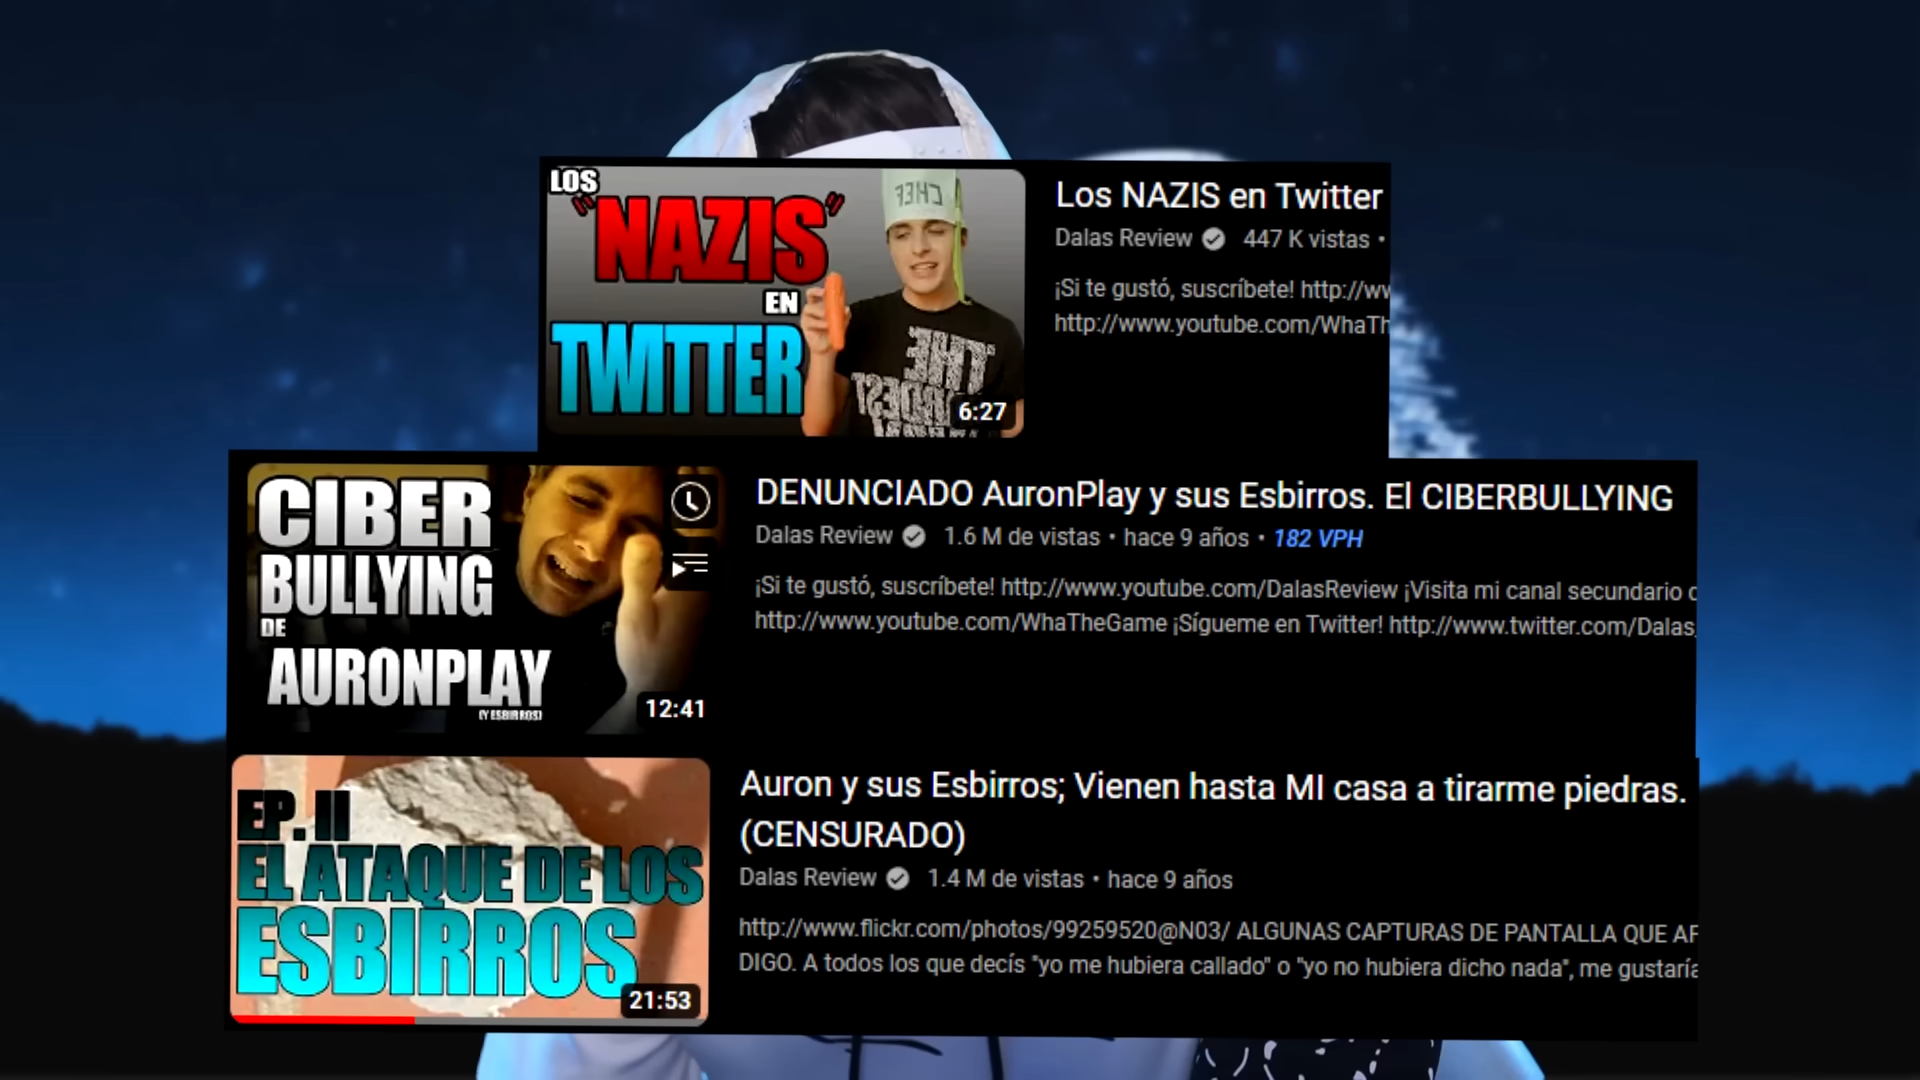 LOS
"NAZIS"
EN
TWITTER
CHEF
THE
6:27
Los NAZIS en Twitter
Dalas Review 447 K vistas •
¡Si te gustó, suscríbete! http://ww
http://www.youtube.com/WhaTh
CIBER
BULLYING
DE
AURONPLAY
(Y ESBIRROS)
12:41
DENUNCIADO AuronPlay y sus Esbirros. El CIBERBULLYING
Dalas Review 1.6 M de vistas • hace 9 años • 182 VPH
¡Si te gustó, suscríbete! http://www.youtube.com/DalasReview ¡Visita mi canal secundario
http://www.youtube.com/WhaTheGame ¡Sígueme en Twitter! http://www.twitter.com/Dalas_
EP. II
EL ATAQUE DE LOS
ESBIRROS
21:53
Auron y sus Esbirros; Vienen hasta MI casa a tirarme piedras.
(CENSURADO)
Dalas Review 1.4 M de vistas • hace 9 años
http://www.flickr.com/photos/99259520@N03/ ALGUNAS CAPTURAS DE PANTALLA QUE AF
DIGO. A todos los que decís "yo me hubiera callado" o "yo no hubiera dicho nada", me gustaría